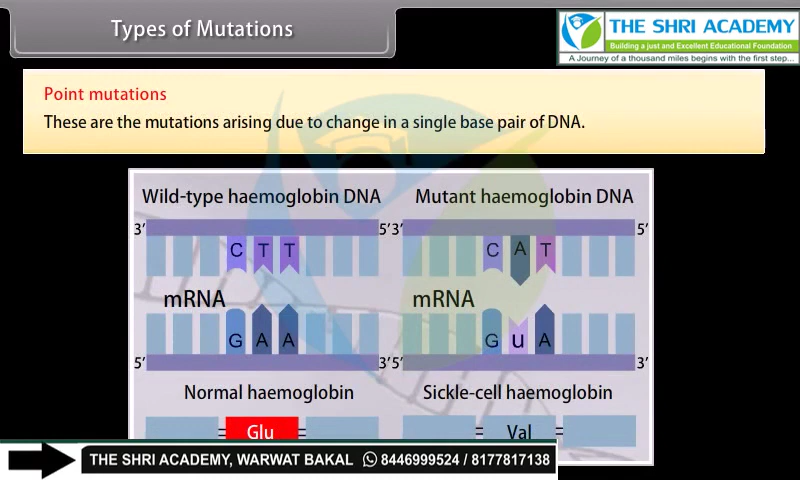 Types of Mutations
THE SHRI ACADEMY
Building a just and Excellent Educational Foundation
A Journey of a thousand miles begins with the first step...
Point mutations
These are the mutations arising due to change in a single base pair of DNA.
Wild-type haemoglobin DNA
Mutant haemoglobin DNA
3' 5' 3' 5'
C T T C A T
mRNA mRNA
G A A G u A
5' 3' 5' 3'
Normal haemoglobin
Sickle-cell haemoglobin
= Glu = = Val =
THE SHRI ACADEMY, WARWAT BAKAL 8446999524 / 8177817138